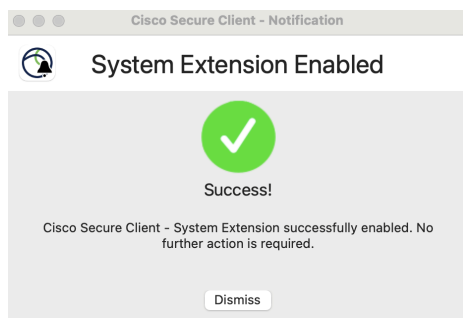 Cisco Secure Client - Notification
System Extension Enabled
Success!
Cisco Secure Client - System Extension successfully enabled. No
further action is required.
Dismiss